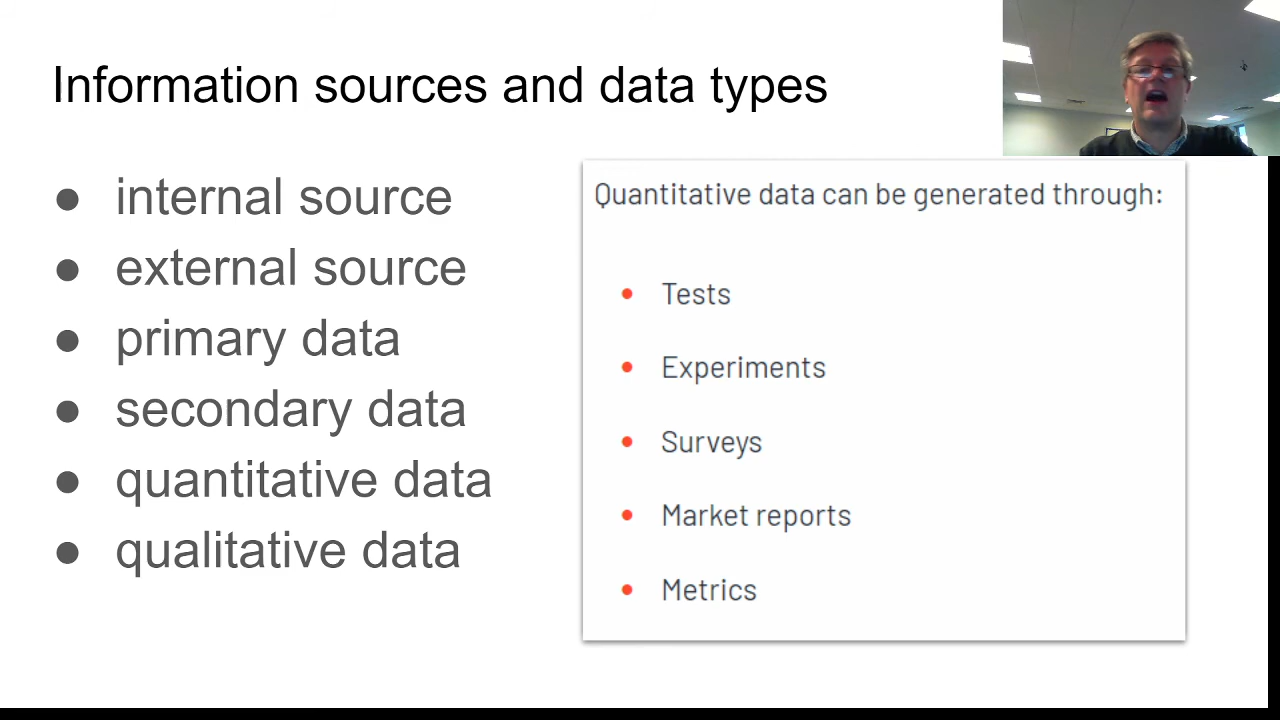 Information sources and data types
● internal source
● external source
● primary data
● secondary data
● quantitative data
● qualitative data
Quantitative data can be generated through:
• Tests
• Experiments
• Surveys
• Market reports
• Metrics